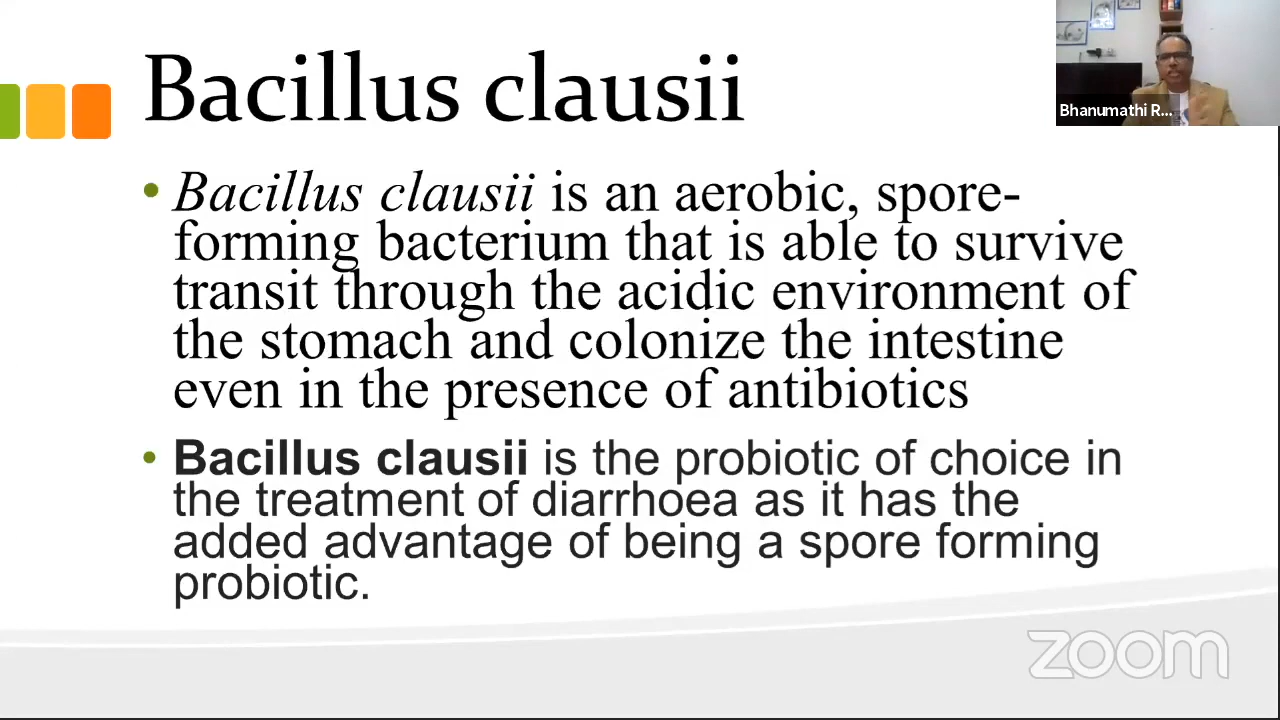 Bacillus clausii
Bhanumathi R...
• Bacillus clausii is an aerobic, spore-
forming bacterium that is able to survive
transit through the acidic environment of
the stomach and colonize the intestine
even in the presence of antibiotics
• Bacillus clausii is the probiotic of choice in
the treatment of diarrhoea as it has the
added advantage of being a spore forming
probiotic.
zoom